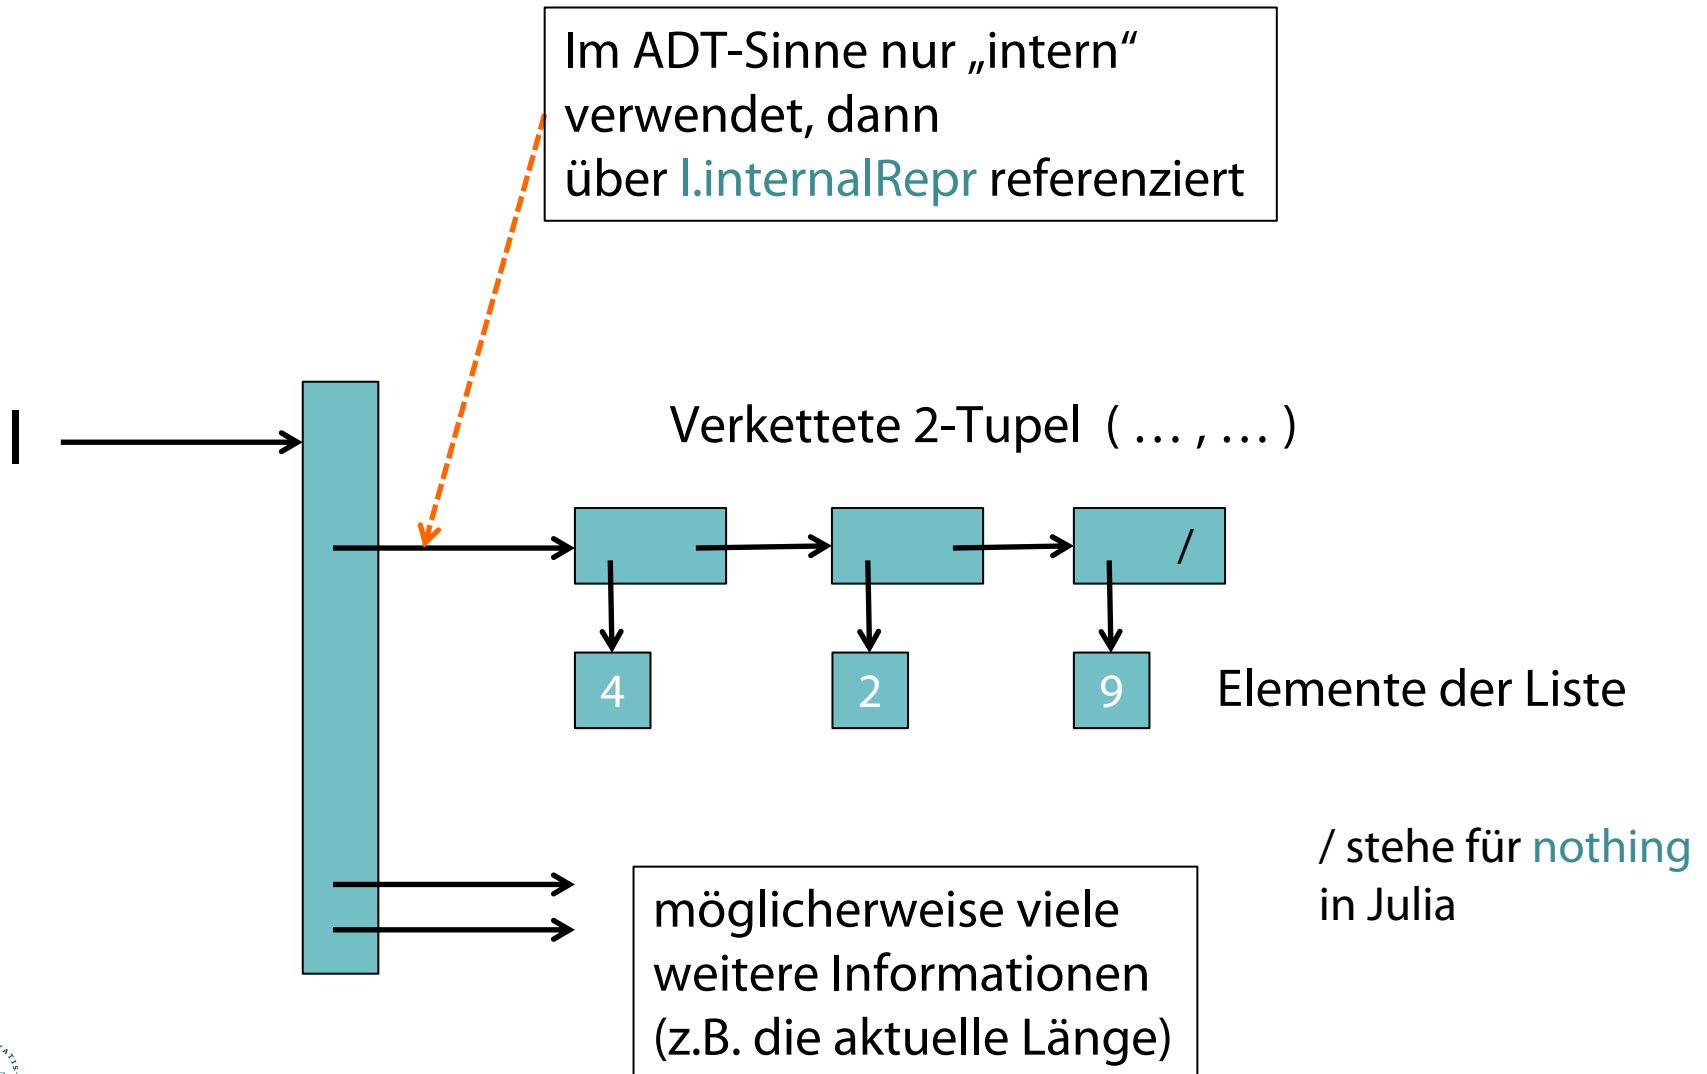 Im ADT-Sinne nur „intern“
verwendet, dann
über l.internalRepr referenziert
l
Verkettete 2-Tupel ( … , … )
/
4
2
9
Elemente der Liste
/ stehe für nothing
in Julia
möglicherweise viele
weitere Informationen
(z.B. die aktuelle Länge)